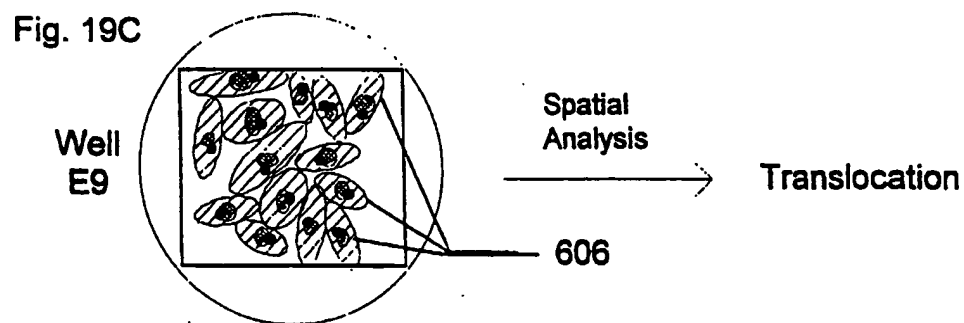 Fig. 19C
Well
E9
Spatial
Analysis
Translocation
606